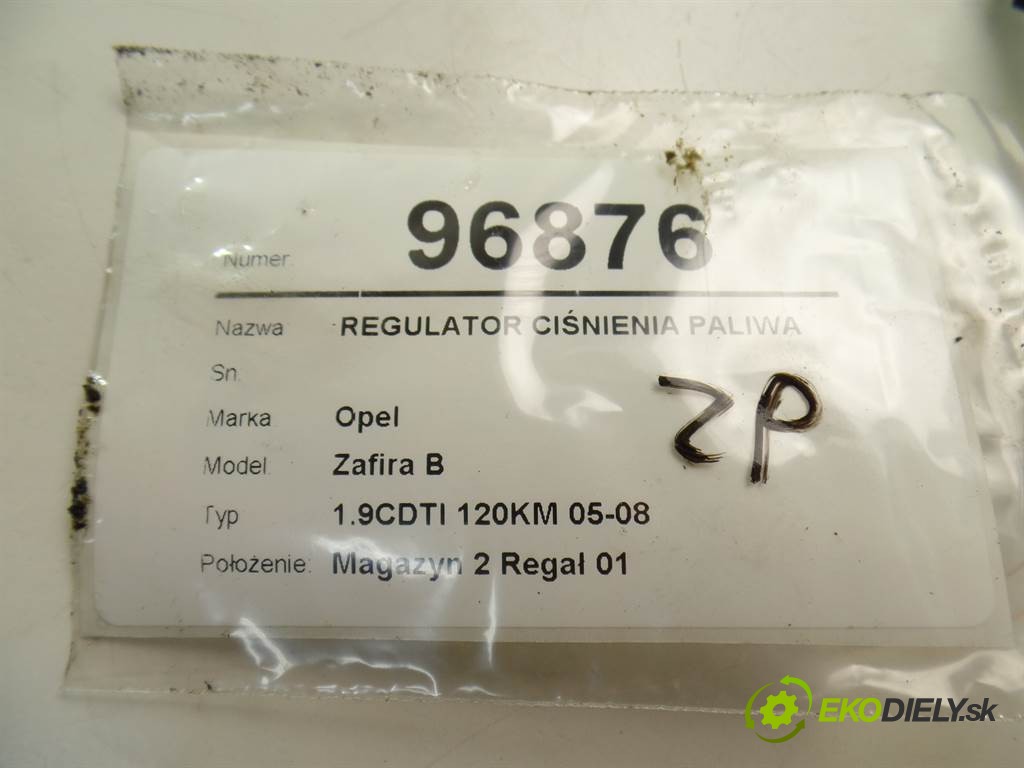 Numer: 96876
Nazwa REGULATOR CIŚNIENIA PALIWA
Sn.
Marka Opel
Model: Zafira B
Typ 1.9CDTI 120KM 05-08
Położenie: Magazyn 2 Regał 01
ZP
EKODIELY.sk